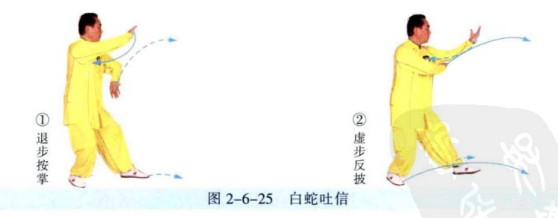 ① 退步按掌
② 虚步反披
图 2-6-25 白蛇吐信